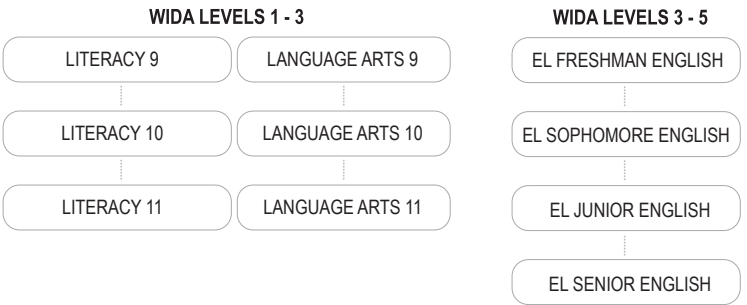 WIDA LEVELS 1 - 3
LITERACY 9
LANGUAGE ARTS 9
LITERACY 10
LANGUAGE ARTS 10
LITERACY 11
LANGUAGE ARTS 11
WIDA LEVELS 3 - 5
EL FRESHMAN ENGLISH
EL SOPHOMORE ENGLISH
EL JUNIOR ENGLISH
EL SENIOR ENGLISH